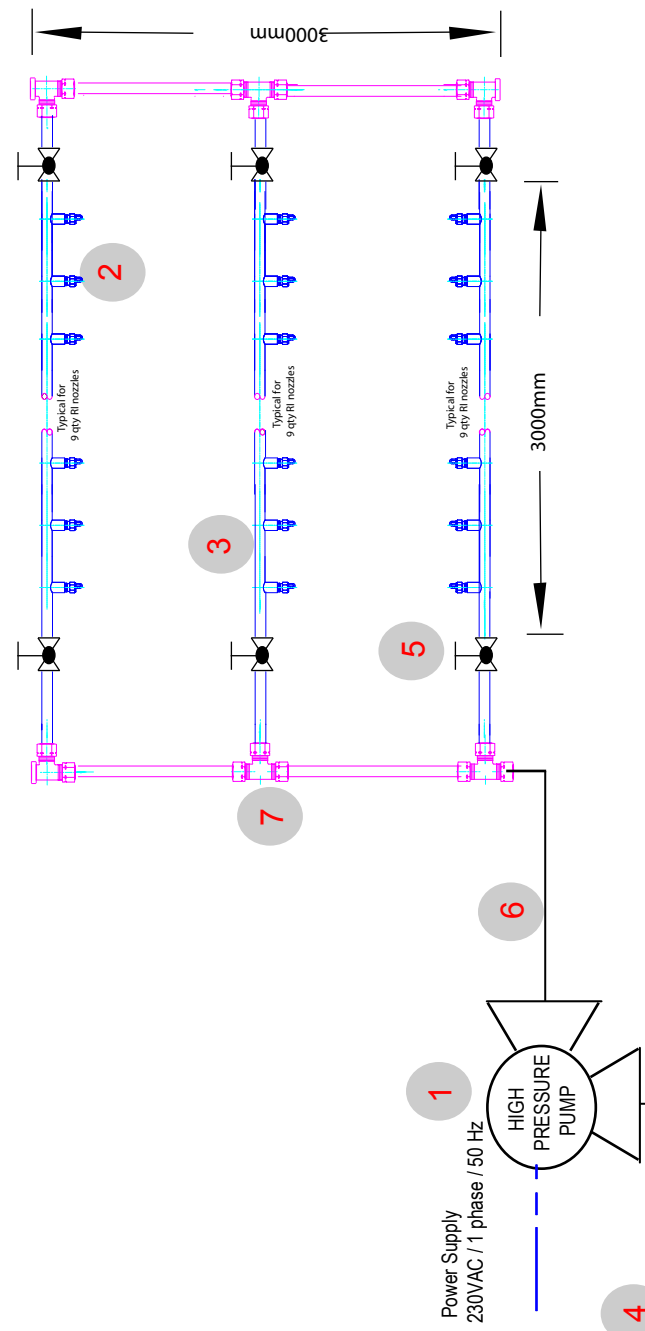 3000mm
2
Typical for
9 qty RI nozzles
Typical for
9 qty RI nozzles
Typical for
9 qty RI nozzles
3000mm
3
5
7
6
1
HIGH
PRESSURE
PUMP
Power Supply
230VAC / 1 phase / 50 Hz
4